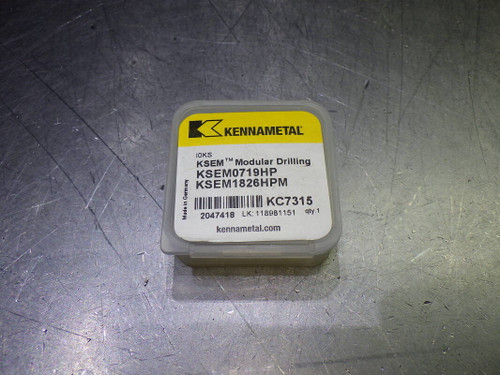 KENNAMETAL
IOKS
KSEM™ Modular Drilling
KSEM0719HP
KSEM1826HPM
Made in Germany
KC7315
2047418 LK: 118981151 qty.1
kennametal.com